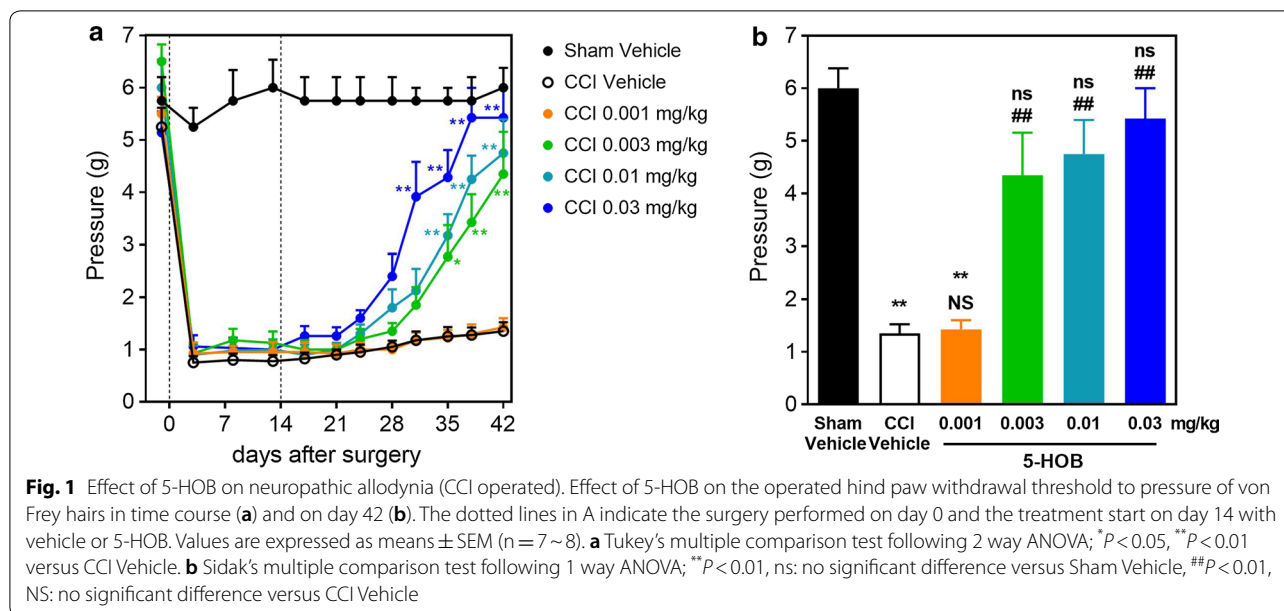 a
7
6
5
4
3
2
1
0
Pressure (g)
0 7 14 21 28 35 42
days after surgery
**
**
**
**
**
**
**
**
*
**
**
Sham Vehicle
CCI Vehicle
CCI 0.001 mg/kg
CCI 0.003 mg/kg
CCI 0.01 mg/kg
CCI 0.03 mg/kg
b
7
6
5
4
3
2
1
0
Pressure (g)
**
**
NS
ns
##
ns
##
ns
##
Sham CCI 0.001 0.003 0.01 0.03 mg/kg
Vehicle Vehicle
5-HOB
Fig. 1 Effect of 5-HOB on neuropathic allodynia (CCI operated). Effect of 5-HOB on the operated hind paw withdrawal threshold to pressure of von
Frey hairs in time course (a) and on day 42 (b). The dotted lines in A indicate the surgery performed on day 0 and the treatment start on day 14 with
vehicle or 5-HOB. Values are expressed as means ± SEM (n = 7 ~ 8). a Tukey's multiple comparison test following 2 way ANOVA; *P < 0.05, **P < 0.01
versus CCI Vehicle. b Sidak's multiple comparison test following 1 way ANOVA; **P < 0.01, ns: no significant difference versus Sham Vehicle, ##P < 0.01,
NS: no significant difference versus CCI Vehicle